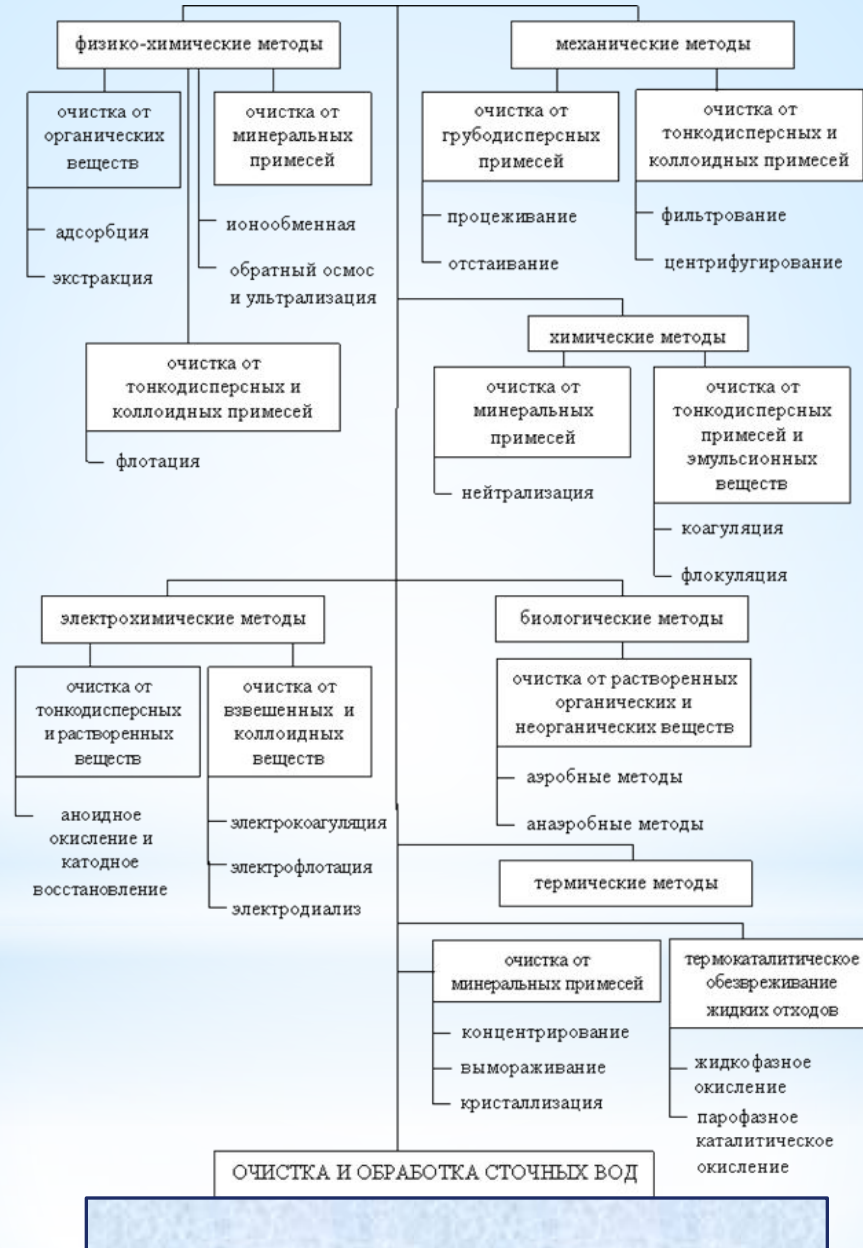 физико-химические методы
механические методы
очистка от
органических
веществ
очистка от
минеральных
примесей
очистка от
грубодисперсных
примесей
очистка от
тонкодисперсных и
коллоидных примесей
адсорбция
экстракция
ионообменная
обратный осмос
и ультрализация
процеживание
отстаивание
фильтрование
центрифугирование
очистка от
тонкодисперсных и
коллоидных примесей
флотация
химические методы
очистка от
минеральных
примесей
очистка от
тонкодисперсных
примесей и
эмульсионных
веществ
нейтрализация
коагуляция
флокуляция
электрохимические методы
биологические методы
очистка от
тонкодисперсных
и растворенных
веществ
очистка от
взвешенных и
коллоидных
веществ
очистка от растворенных
органических и
неорганических веществ
аноидное
окисление и
катодное
восстановление
электрокоагуляция
электрофлотация
электродиализ
аэробные методы
анаэробные методы
термические методы
очистка от
минеральных примесей
термокаталитическое
обезвреживание
жидких отходов
концентрирование
вымораживание
кристаллизация
жидкофазное
окисление
парофазное
каталитическое
окисление
ОЧИСТКА И ОБРАБОТКА СТОЧНЫХ ВОД